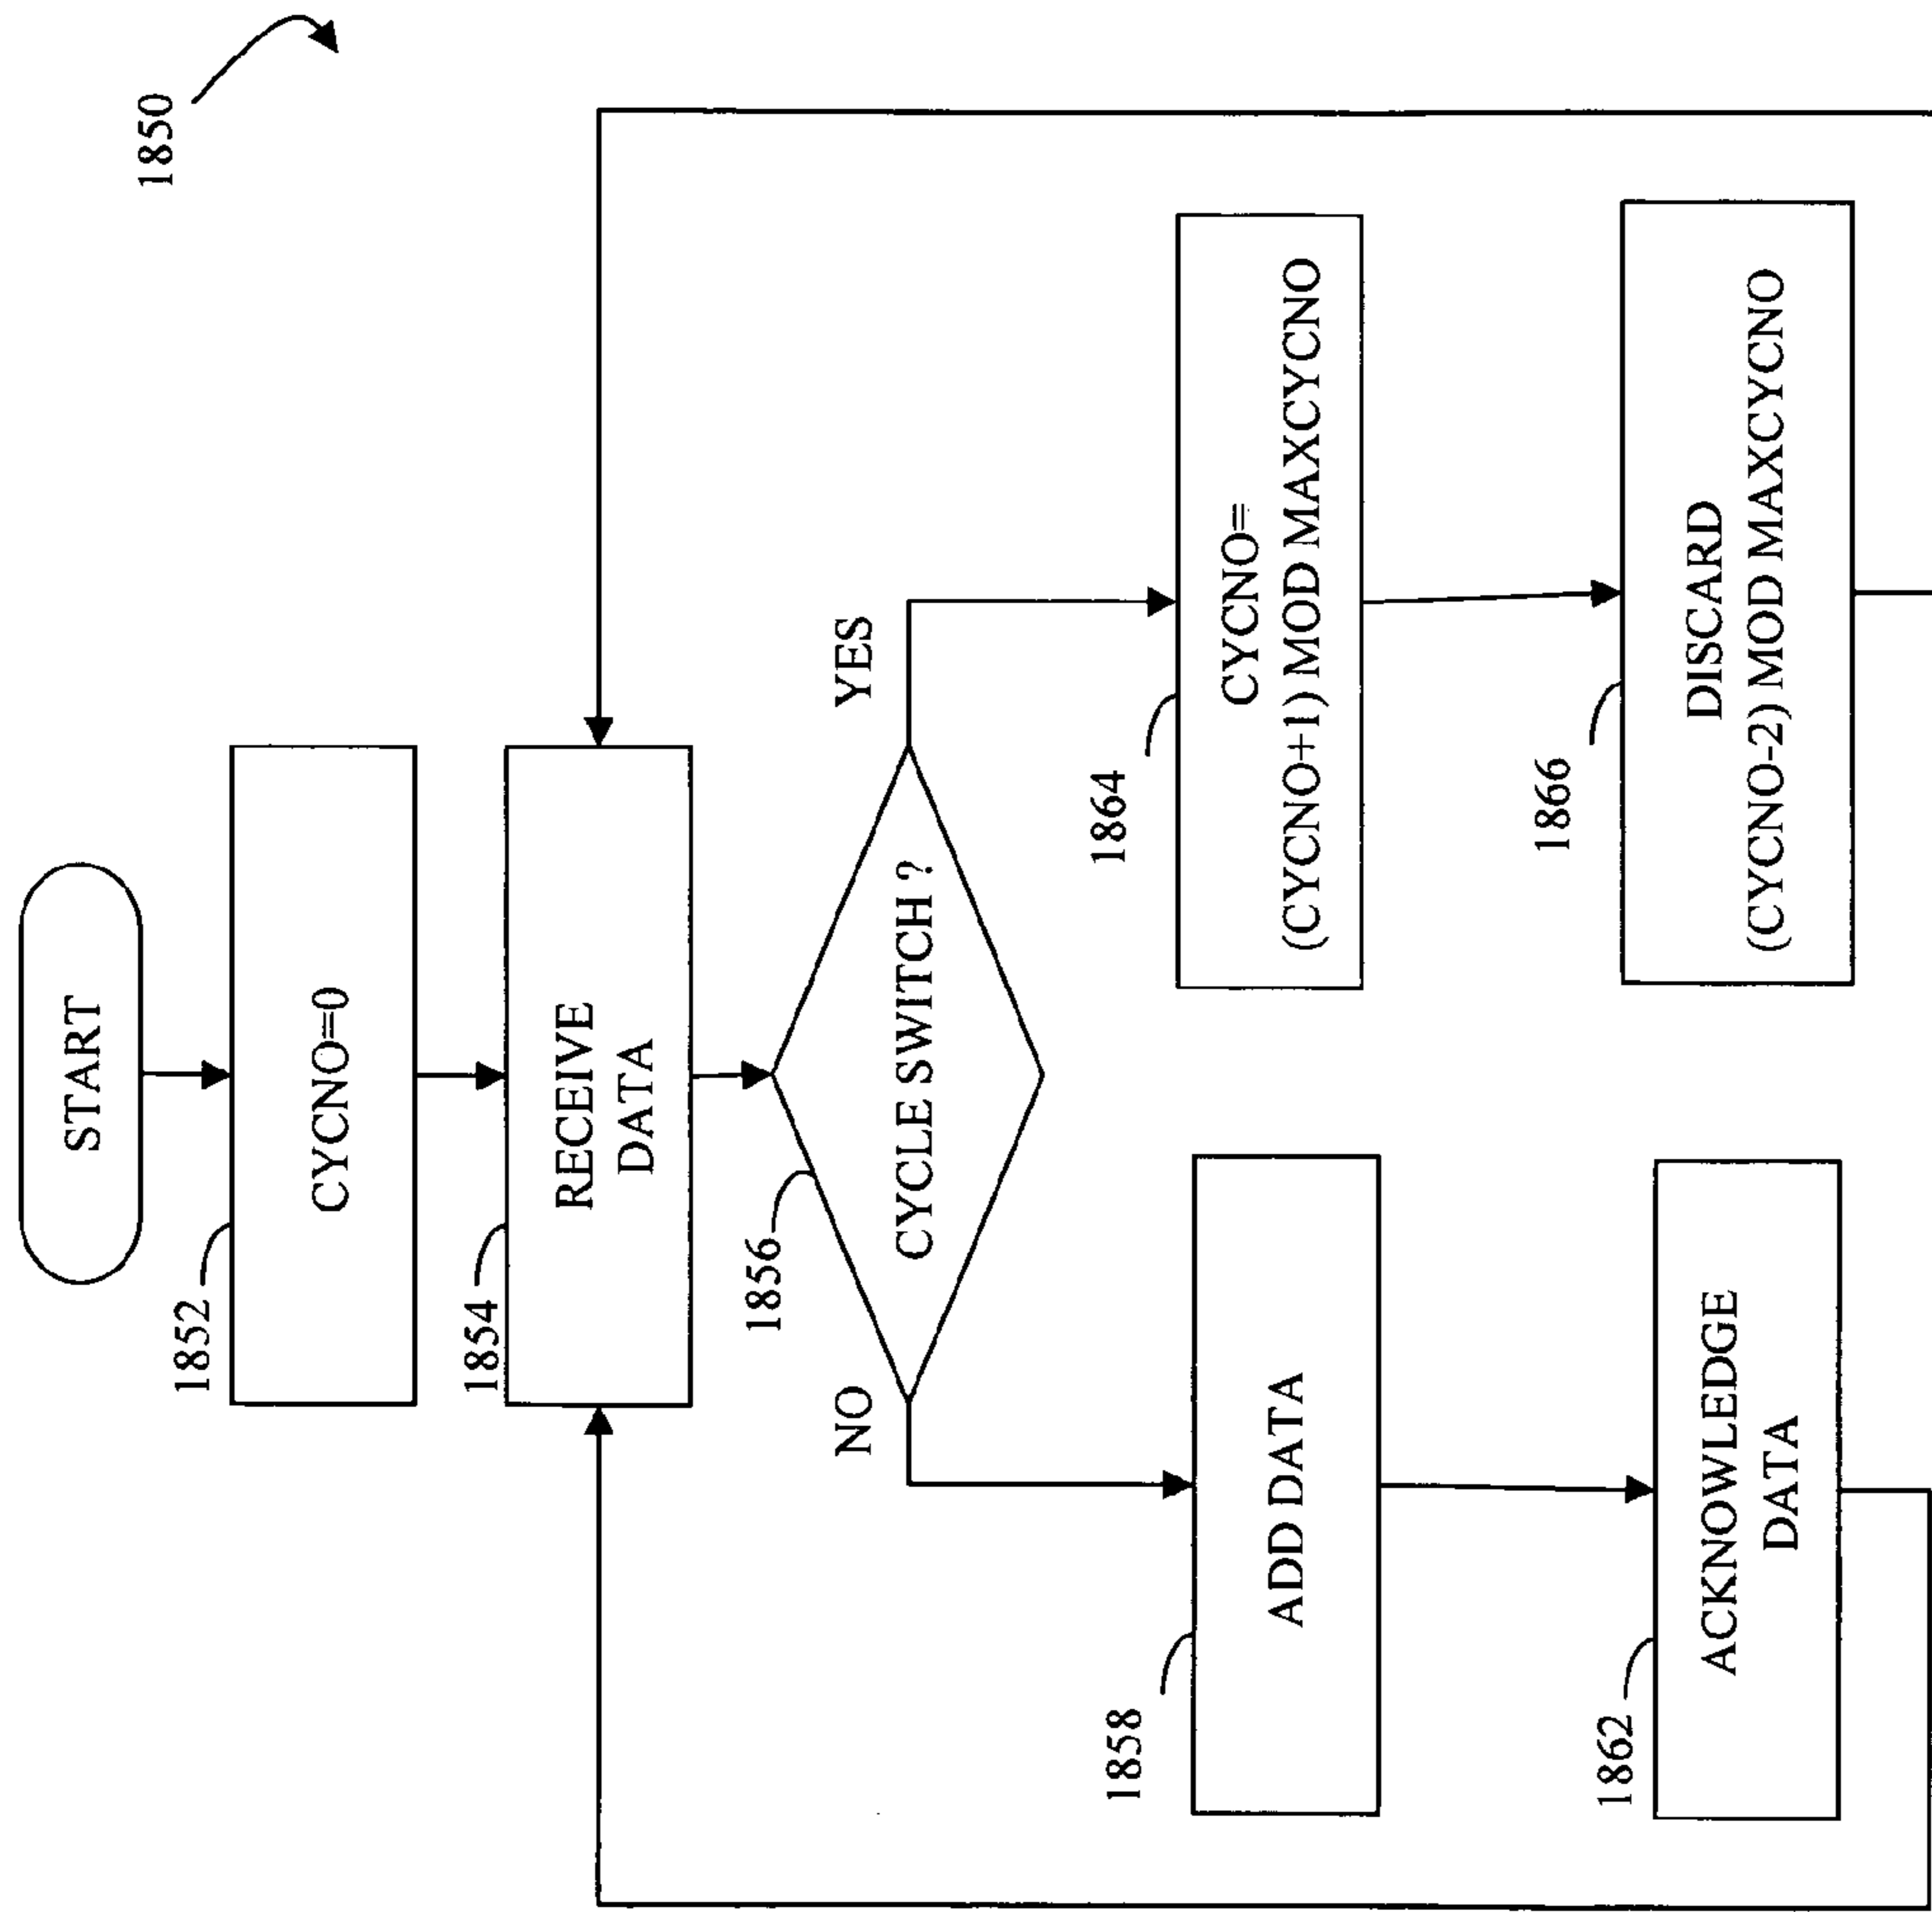 1850
START
1852
CYCNO=0
1854
RECEIVE
DATA
1856
CYCLE SWITCH ?
NO
YES
1858
ADD DATA
1864
CYCNO=
(CYCNO+1) MOD MAXCYCNO
1862
ACKNOWLEDGE
DATA
1866
DISCARD
(CYCNO-2) MOD MAXCYCNO